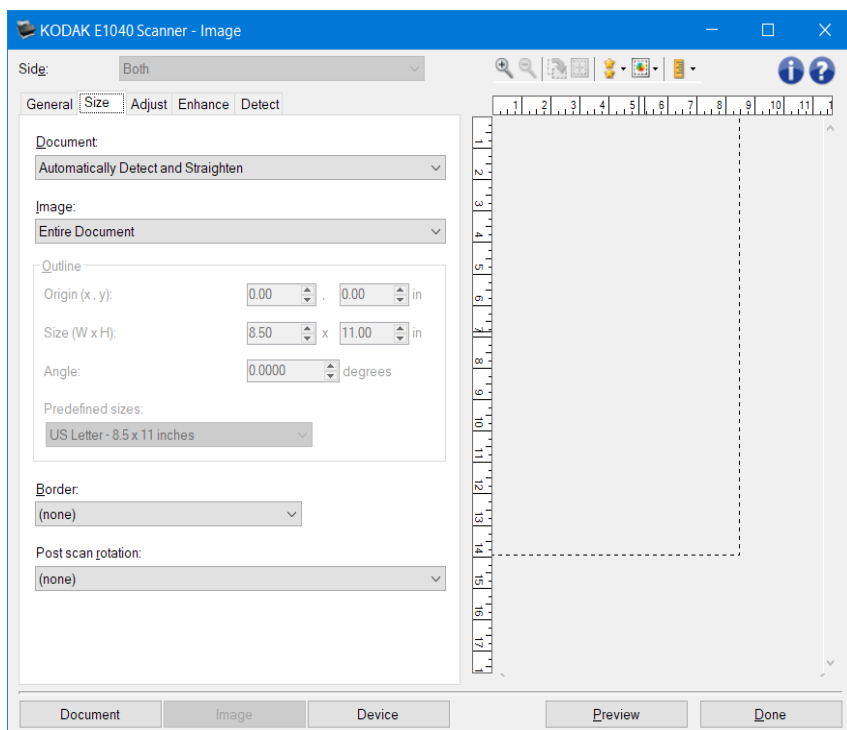 KODAK E1040 Scanner - Image
Side: Both
General Size Adjust Enhance Detect
Document:
Automatically Detect and Straighten
Image:
Entire Document
Outline
Origin (x , y): 0.00 . 0.00 in
Size (W x H): 8.50 x 11.00 in
Angle: 0.0000 degrees
Predefined sizes:
US Letter - 8.5 x 11 inches
Border:
(none)
Post scan rotation:
(none)
1 2 3 4 5 6 7 8 9 10 11 1
1
2
3
4
5
6
7
8
9
10
11
12
13
14
15
16
17
1
Document Image Device Preview Done